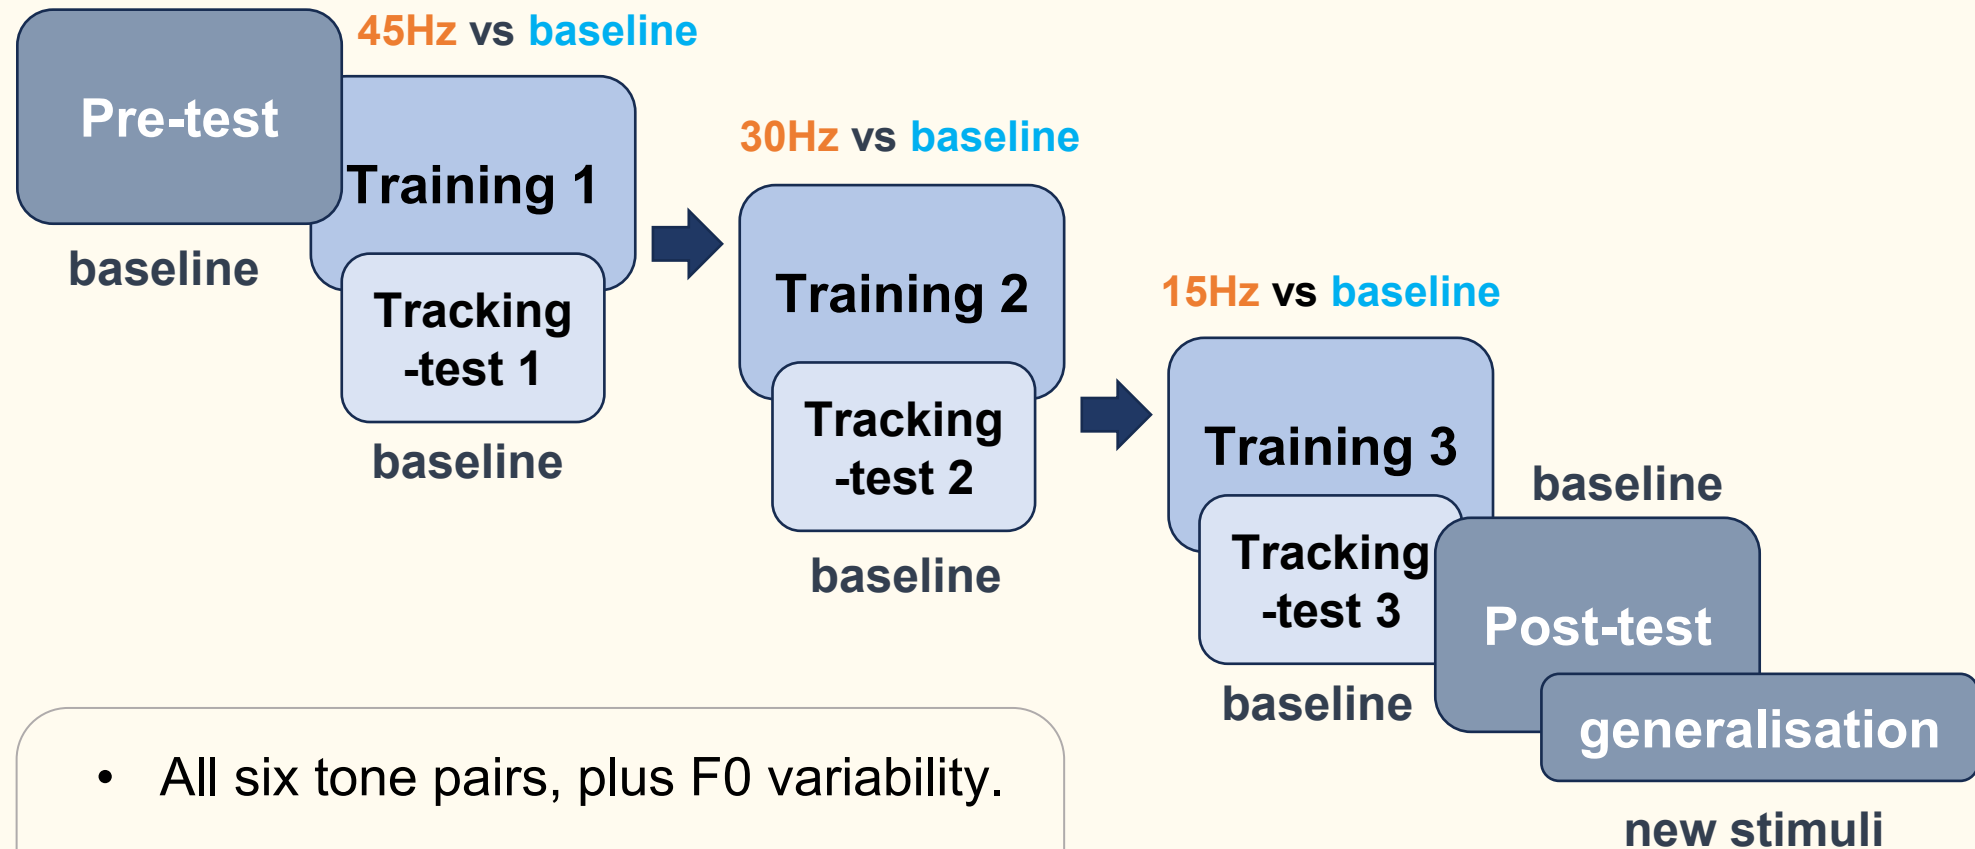 45Hz vs baseline
Pre-test
baseline
Training 1
Tracking
-test 1
baseline
30Hz vs baseline
Training 2
Tracking
-test 2
baseline
15Hz vs baseline
Training 3
Tracking
-test 3
baseline
baseline
Post-test
generalisation
new stimuli
• All six tone pairs, plus F0 variability.